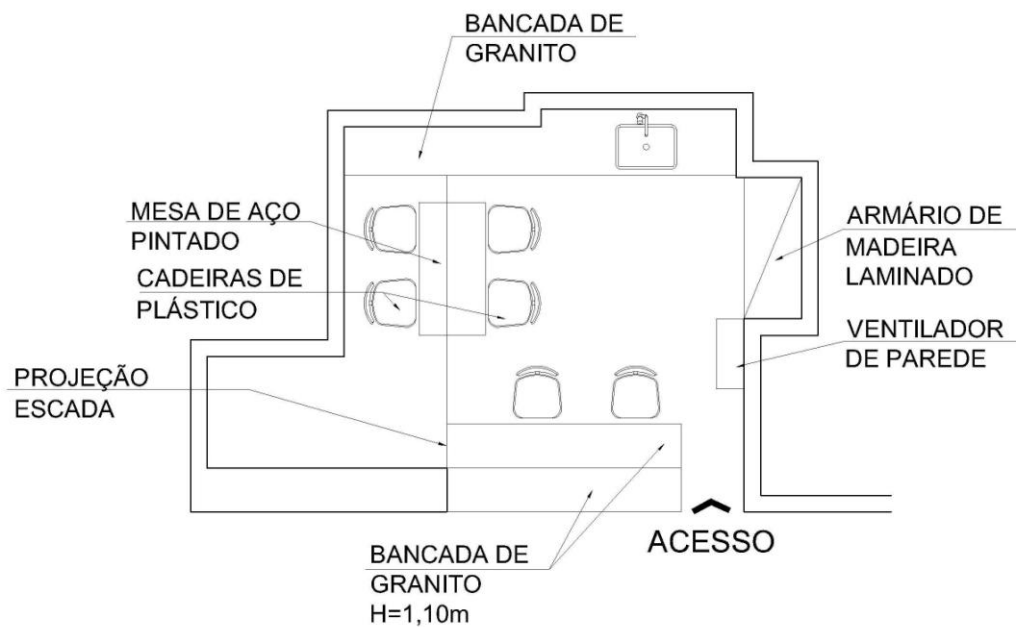 BANCADA DE
GRANITO
MESA DE AÇO
PINTADO
CADEIRAS DE
PLÁSTICO
ARMÁRIO DE
MADEIRA
LAMINADO
VENTILADOR
DE PAREDE
PROJEÇÃO
ESCADA
ACESSO
BANCADA DE
GRANITO
H=1,10m